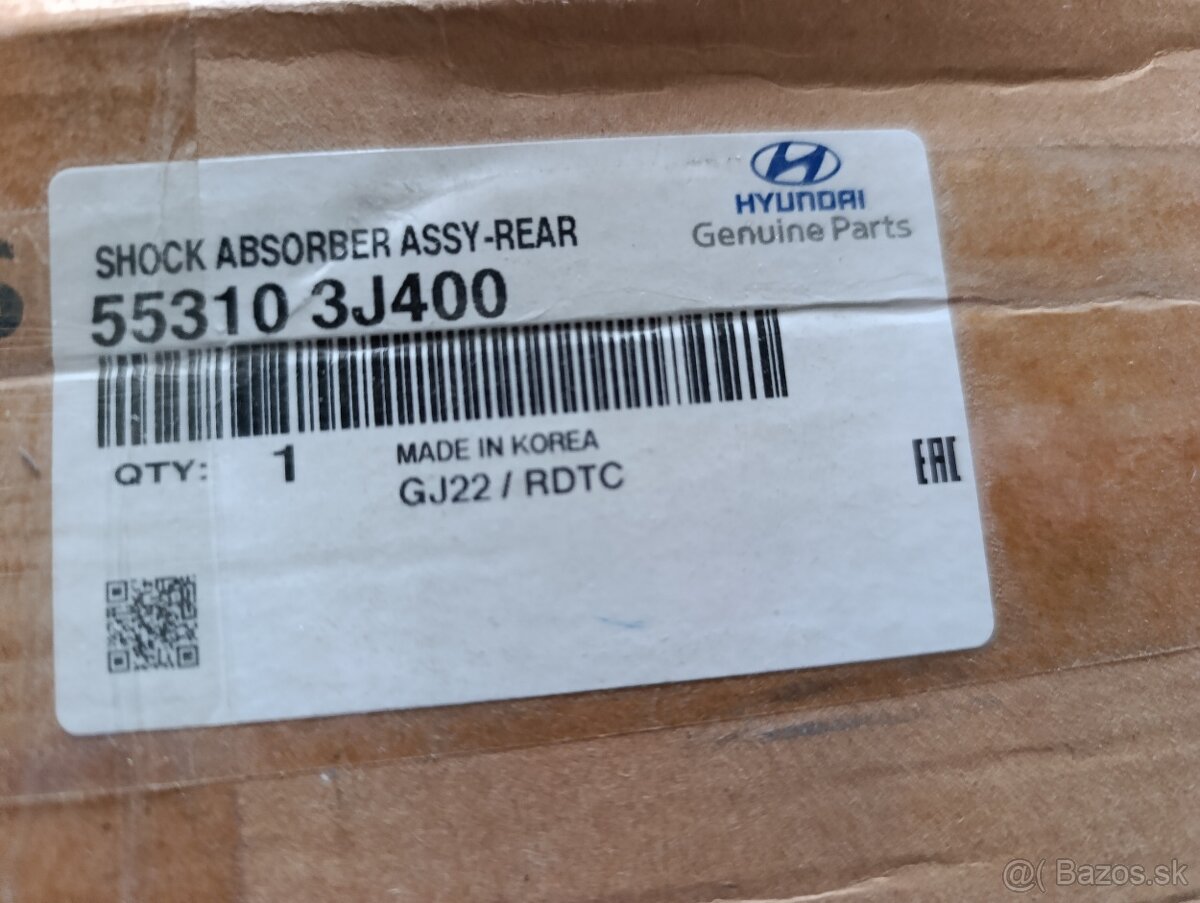 HYUNDAI
Genuine Parts
SHOCK ABSORBER ASSY-REAR
55310 3J400
QTY: 1
MADE IN KOREA
GJ22 / RDTC
EAC
@( Bazos.sk